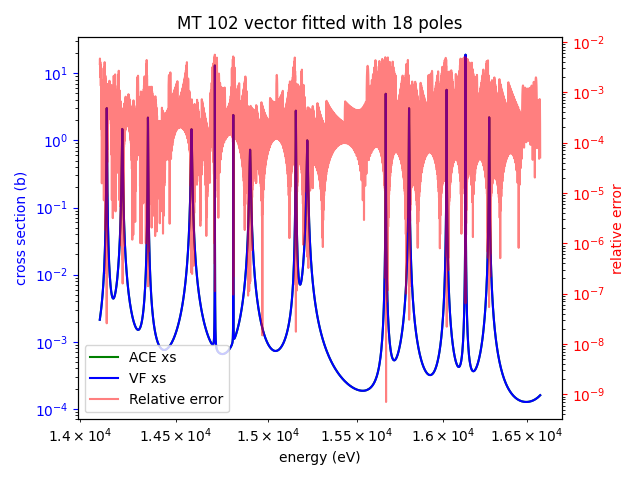 MT 102 vector fitted with 18 poles
10¹
10⁰
10⁻¹
10⁻²
10⁻³
10⁻⁴
cross section (b)
10⁻²
10⁻³
10⁻⁴
10⁻⁵
10⁻⁶
10⁻⁷
10⁻⁸
10⁻⁹
relative error
ACE xs
VF xs
Relative error
1.4 × 10⁴ 1.45 × 10⁴ 1.5 × 10⁴ 1.55 × 10⁴ 1.6 × 10⁴ 1.65 × 10⁴
energy (eV)